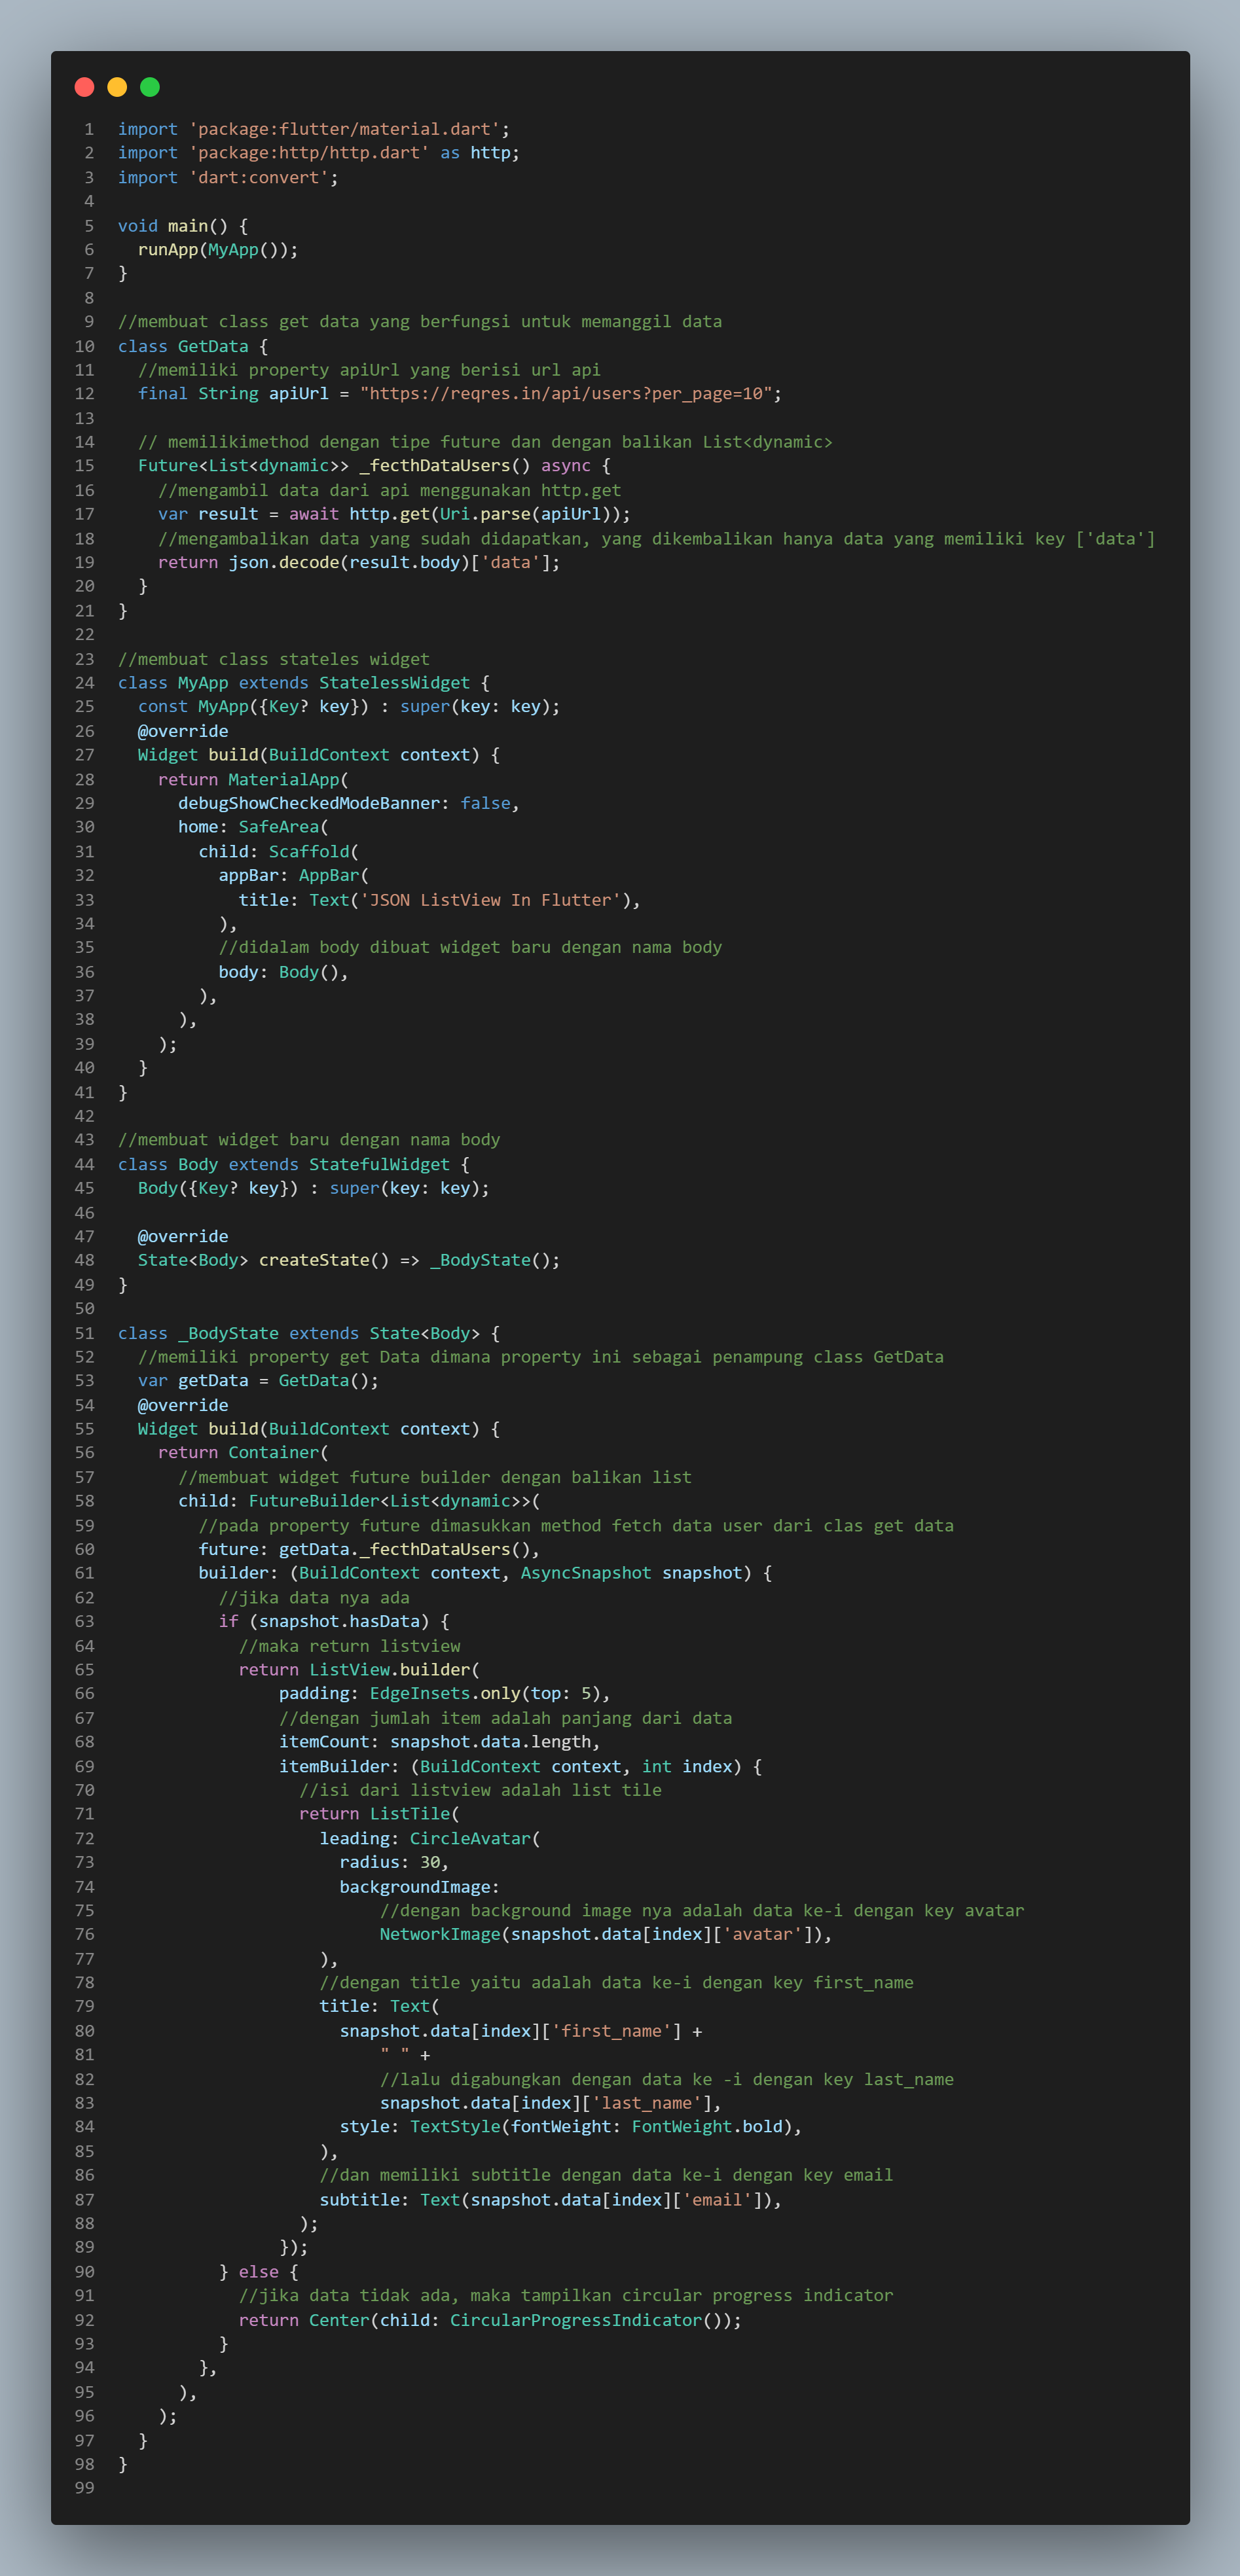 1 import 'package:flutter/material.dart';
2 import 'package:http/http.dart' as http;
3 import 'dart:convert';
4
5 void main() {
6   runApp(MyApp());
7 }
8
9 //membuat class get data yang berfungsi untuk memanggil data
10 class GetData {
11   //memiliki property apiUrl yang berisi url api
12   final String apiUrl = "https://reqres.in/api/users?per_page=10";
13
14   // memilikimethod dengan tipe future dan dengan balikan List<dynamic>
15   Future<List<dynamic>> _fecthDataUsers() async {
16     //mengambil data dari api menggunakan http.get
17     var result = await http.get(Uri.parse(apiUrl));
18     //mengambalikan data yang sudah didapatkan, yang dikembalikan hanya data yang memiliki key ['data']
19     return json.decode(result.body)['data'];
20   }
21 }
22
23 //membuat class stateles widget
24 class MyApp extends StatelessWidget {
25   const MyApp({Key? key}) : super(key: key);
26   @override
27   Widget build(BuildContext context) {
28     return MaterialApp(
29       debugShowCheckedModeBanner: false,
30       home: SafeArea(
31         child: Scaffold(
32           appBar: AppBar(
33             title: Text('JSON ListView In Flutter'),
34           ),
35           //didalam body dibuat widget baru dengan nama body
36           body: Body(),
37         ),
38       ),
39     );
40   }
41 }
42
43 //membuat widget baru dengan nama body
44 class Body extends StatefulWidget {
45   Body({Key? key}) : super(key: key);
46
47   @override
48   State<Body> createState() => _BodyState();
49 }
50
51 class _BodyState extends State<Body> {
52   //memiliki property get Data dimana property ini sebagai penampung class GetData
53   var getData = GetData();
54   @override
55   Widget build(BuildContext context) {
56     return Container(
57       //membuat widget future builder dengan balikan list
58       child: FutureBuilder<List<dynamic>>(
59         //pada property future dimasukkan method fetch data user dari clas get data
60         future: getData._fecthDataUsers(),
61         builder: (BuildContext context, AsyncSnapshot snapshot) {
62           //jika data nya ada
63           if (snapshot.hasData) {
64             //maka return listview
65             return ListView.builder(
66                 padding: EdgeInsets.only(top: 5),
67                 //dengan jumlah item adalah panjang dari data
68                 itemCount: snapshot.data.length,
69                 itemBuilder: (BuildContext context, int index) {
70                   //isi dari listview adalah list tile
71                   return ListTile(
72                     leading: CircleAvatar(
73                       radius: 30,
74                       backgroundImage:
75                           //dengan background image nya adalah data ke-i dengan key avatar
76                           NetworkImage(snapshot.data[index]['avatar']),
77                     ),
78                     //dengan title yaitu adalah data ke-i dengan key first_name
79                     title: Text(
80                       snapshot.data[index]['first_name'] +
81                           " " +
82                           //lalu digabungkan dengan data ke -i dengan key last_name
83                           snapshot.data[index]['last_name'],
84                       style: TextStyle(fontWeight: FontWeight.bold),
85                     ),
86                     //dan memiliki subtitle dengan data ke-i dengan key email
87                     subtitle: Text(snapshot.data[index]['email']),
88                   );
89                 });
90           } else {
91             //jika data tidak ada, maka tampilkan circular progress indicator
92             return Center(child: CircularProgressIndicator());
93           }
94         },
95       ),
96     );
97   }
98 }
99